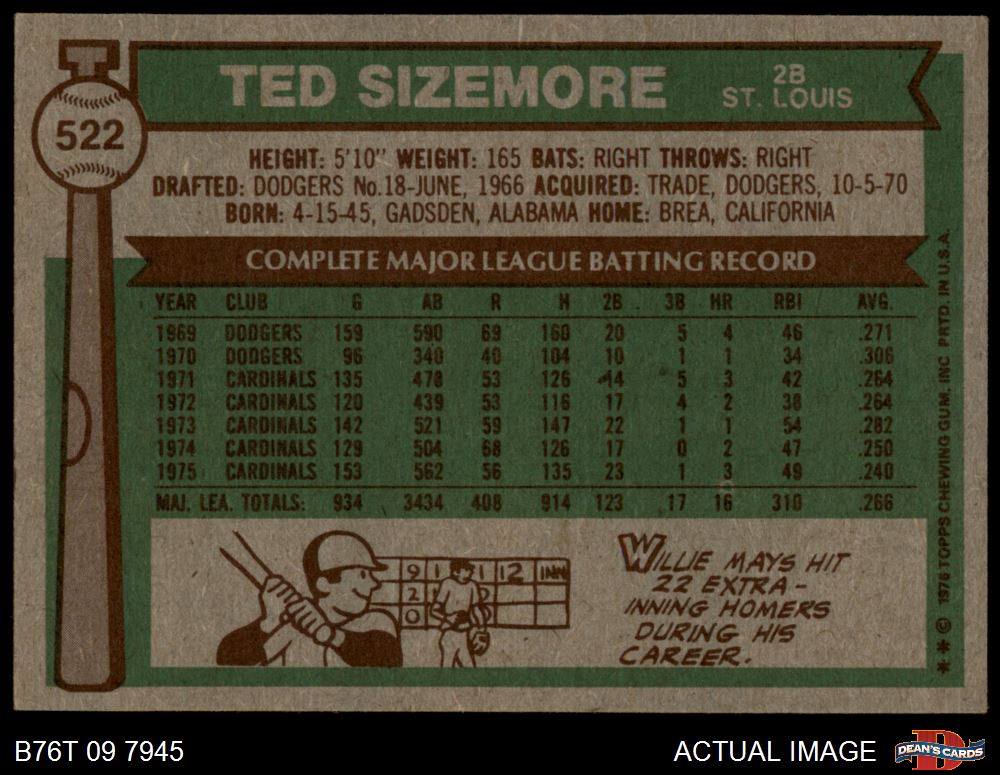 T
TED SIZEMORE
2B
ST. LOUIS
522
HEIGHT: 5'10" WEIGHT: 165 BATS: RIGHT THROWS: RIGHT
DRAFTED: DODGERS No.18-JUNE, 1966 ACQUIRED: TRADE, DODGERS, 10-5-70
BORN: 4-15-45, GADSDEN, ALABAMA HOME: BREA, CALIFORNIA
COMPLETE MAJOR LEAGUE BATTING RECORD
YEAR CLUB G AB R H 2B 3B HR RBI AVG.
1969 DODGERS 159 590 69 160 20 5 4 46 .271
1970 DODGERS 96 340 40 104 10 1 1 34 .306
1971 CARDINALS 135 478 53 126 14 5 3 42 .264
1972 CARDINALS 120 439 53 116 17 4 2 38 .264
1973 CARDINALS 142 521 59 147 22 1 1 54 .282
1974 CARDINALS 129 504 68 126 17 0 2 47 .250
1975 CARDINALS 153 562 56 135 23 1 3 49 .240
MAJ. LEA. TOTALS: 934 3434 408 914 123 17 16 310 .266
9 1 1 12 INN
2
0
WILLIE MAYS HIT
22 EXTRA-
INNING HOMERS
DURING HIS
CAREER.
** © 1976 TOPPS CHEWING GUM, INC PRTD. IN U.S.A.
B76T 09 7945
ACTUAL IMAGE
D
DEAN'S CARDS